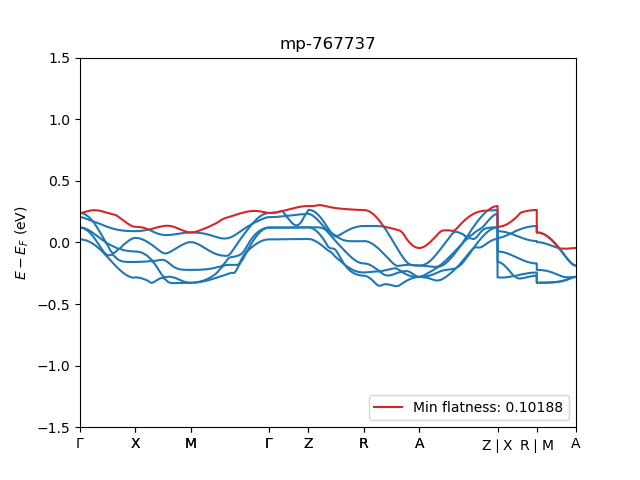 mp-767737
E − E_F (eV)
1.5
1.0
0.5
0.0
−0.5
−1.0
−1.5
Min flatness: 0.10188
Γ X M Γ Z R A Z | X R | M A